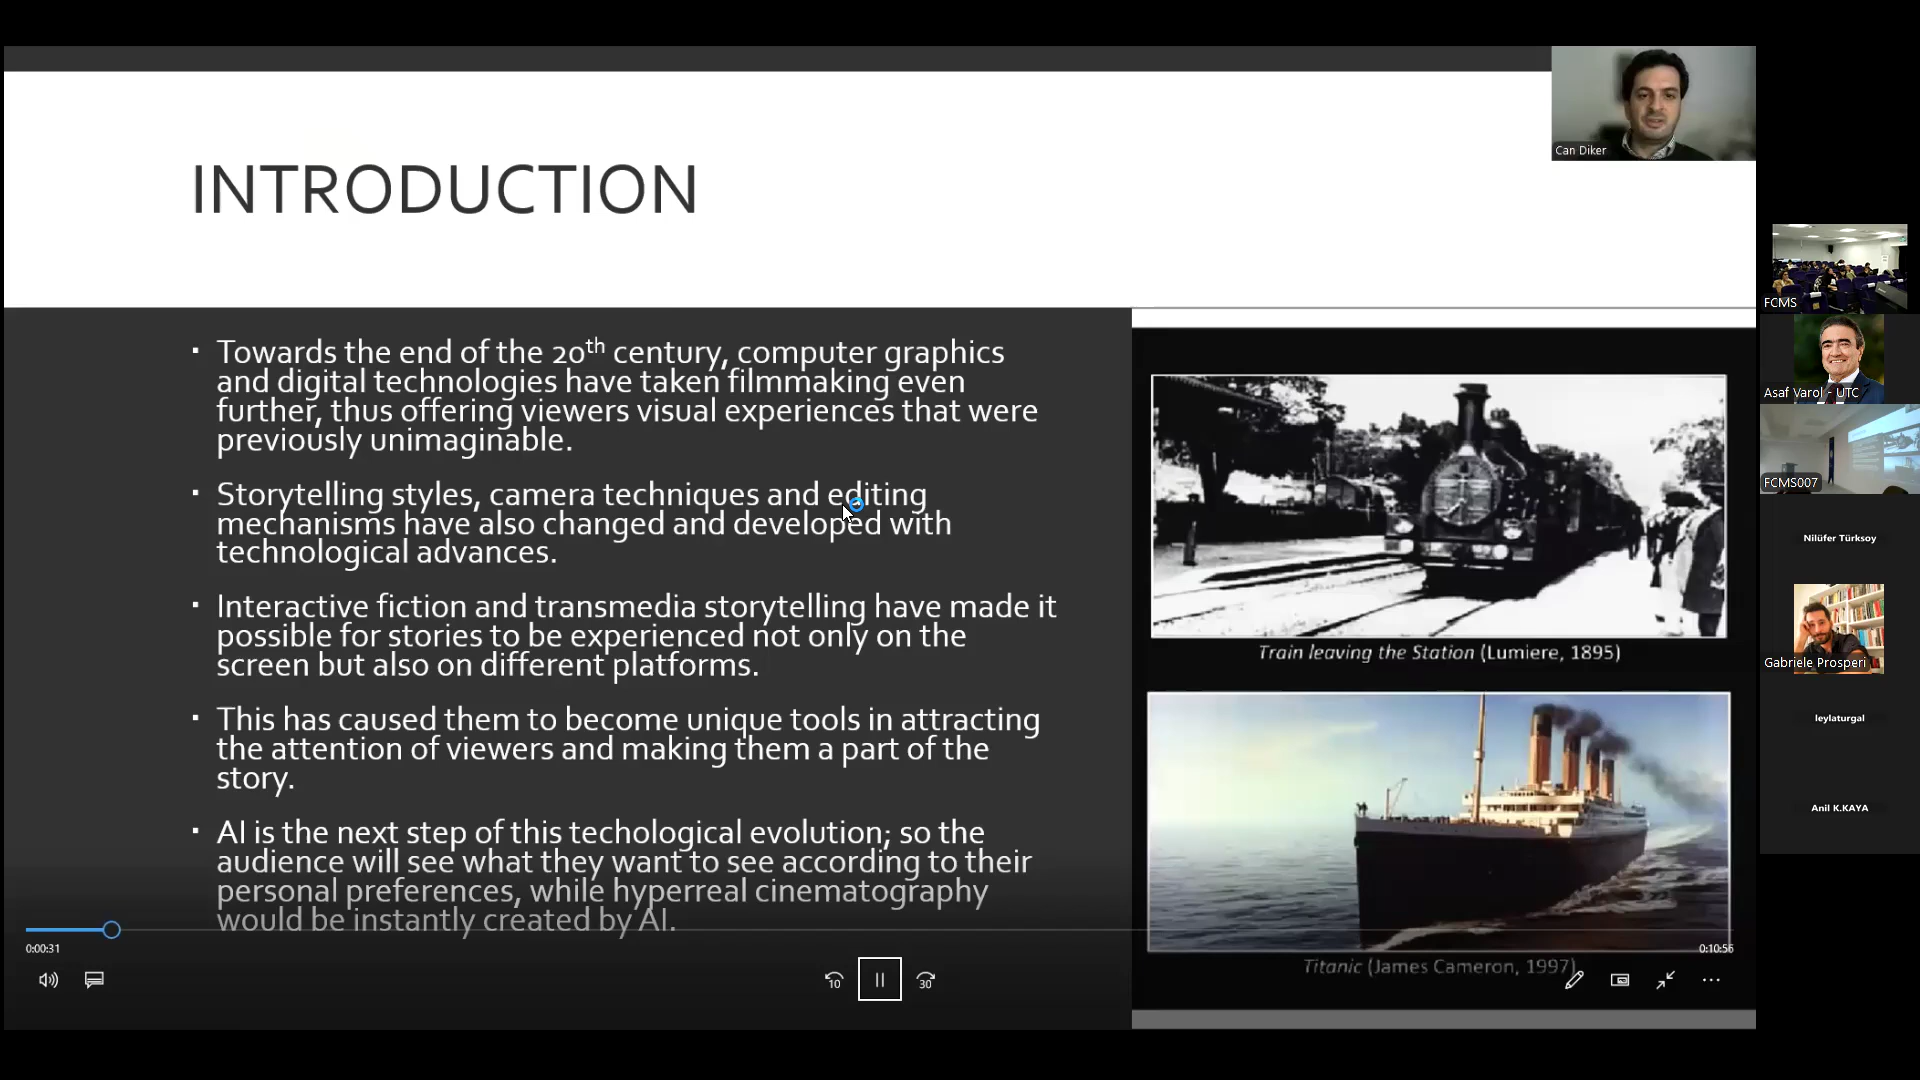 INTRODUCTION
▪ Towards the end of the 20th century, computer graphics
and digital technologies have taken filmmaking even
further, thus offering viewers visual experiences that were
previously unimaginable.
▪ Storytelling styles, camera techniques and editing
mechanisms have also changed and developed with
technological advances.
▪ Interactive fiction and transmedia storytelling have made it
possible for stories to be experienced not only on the
screen but also on different platforms.
▪ This has caused them to become unique tools in attracting
the attention of viewers and making them a part of the
story.
▪ AI is the next step of this techological evolution; so the
audience will see what they want to see according to their
personal preferences, while hyperreal cinematography
would be instantly created by AI.
Train leaving the Station (Lumiere, 1895)
Titanic (James Cameron, 1997)
0:00:31
0:10:56
10
30
Can Diker
FCMS
Asaf Varol - UTC
FCMS007
Nilüfer Türksoy
Gabriele Prosperi
leylaturgal
Anil K.KAYA